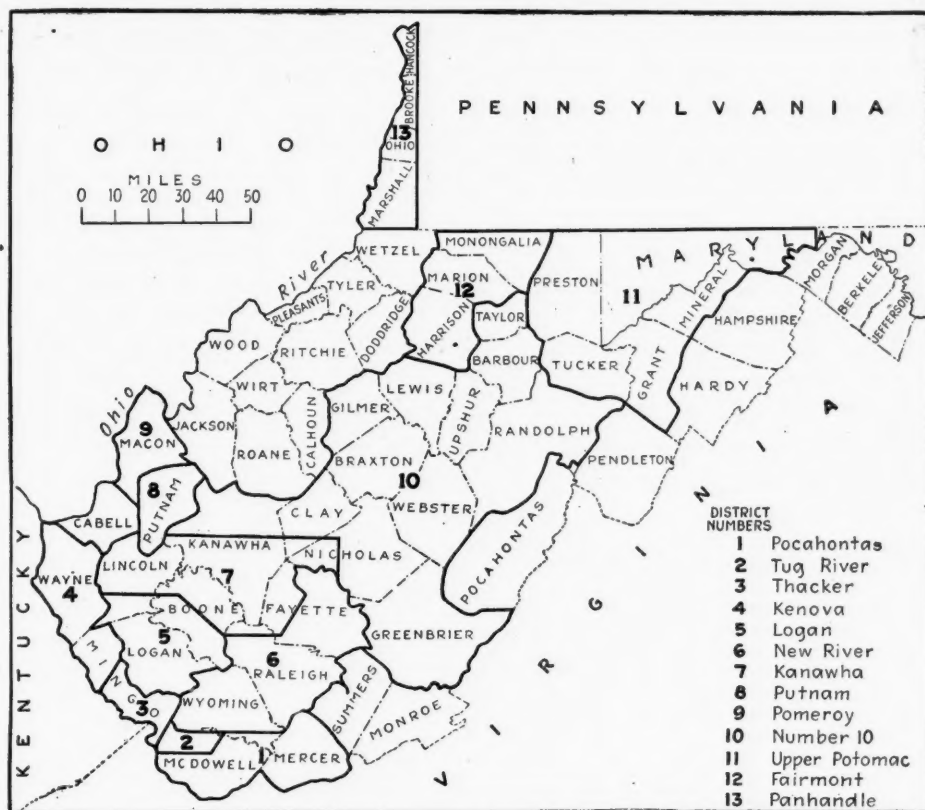 HANCOCK
BROOKE
PENNSYLVANIA
13
OHIO
OHIO
MILES
0 10 20 30 40 50
MARSHALL
WETZEL
MONONGALIA
MARYLAND
River
TYLER
MARION
12
PRESTON
11
MINERAL
MORGAN
BERKELEY
JEFFERSON
PLEASANTS
DODDRIDGE
HARRISON
TAYLOR
HAMPSHIRE
WOOD
RITCHIE
BARBOUR
TUCKER
GRANT
HARDY
WIRT
LEWIS
Ohio
JACKSON
CALHOUN
GILMER
UPSHUR
RANDOLPH
9
MACON
ROANE
BRAXTON
PENDLETON
8
PUTNAM
10
WEBSTER
CABELL
CLAY
POCAHONTAS
KANAWHA
NICHOLAS
LINCOLN
WAYNE
4
7
BOONE
FAYETTE
GREENBRIER
KENTUCKY
5
LOGAN
6
RALEIGH
MINGO
SUMMERS
3
WYOMING
MONROE
2
MCDOWELL
1
MERCER
VIRGINIA
DISTRICT
NUMBERS
1 Pocahontas
2 Tug River
3 Thacker
4 Kenova
5 Logan
6 New River
7 Kanawha
8 Putnam
9 Pomeroy
10 Number 10
11 Upper Potomac
12 Fairmont
13 Panhandle